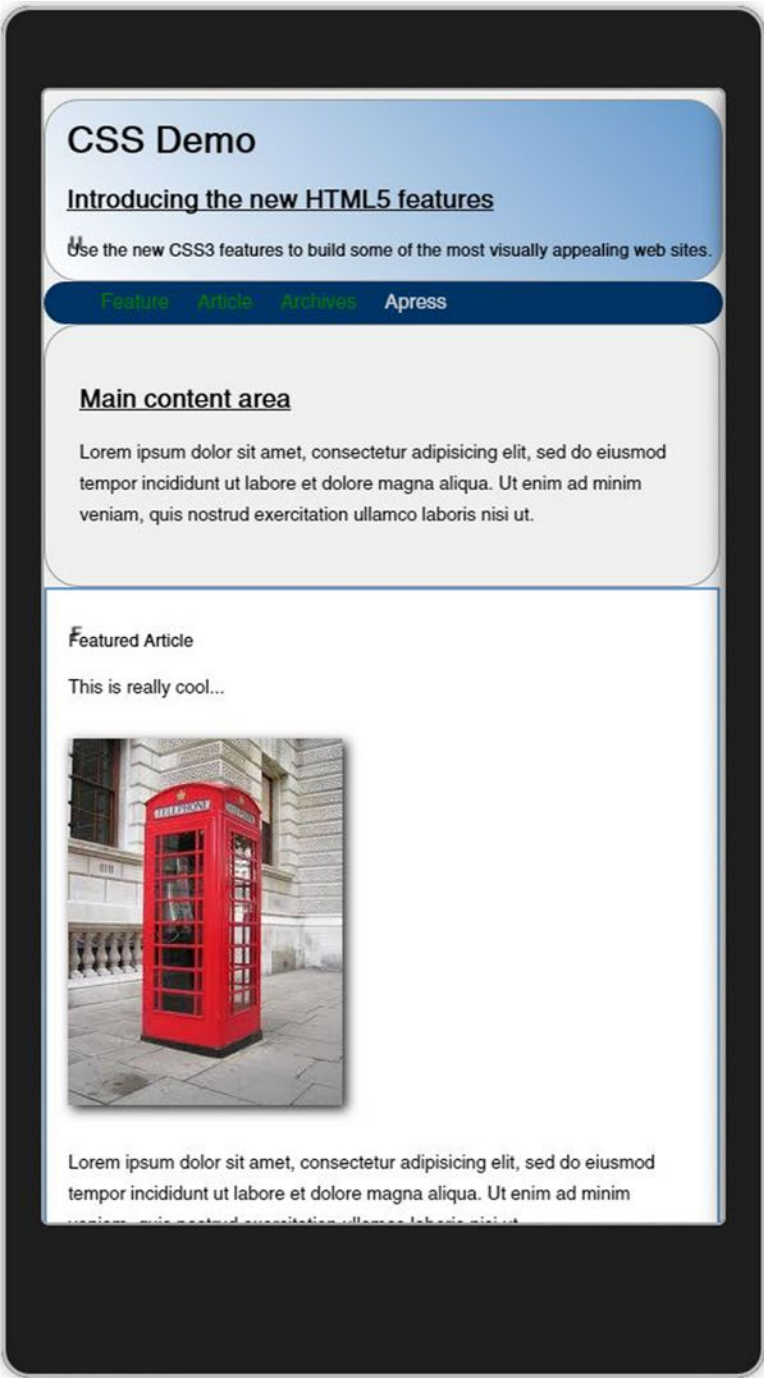 CSS Demo
Introducing the new HTML5 features
Use the new CSS3 features to build some of the most visually appealing web sites.
Feature Article Archives Apress
Main content area
Lorem ipsum dolor sit amet, consectetur adipisicing elit, sed do eiusmod
tempor incididunt ut labore et dolore magna aliqua. Ut enim ad minim
veniam, quis nostrud exercitation ullamco laboris nisi ut.
Featured Article
This is really cool...
TELEPHONE
Lorem ipsum dolor sit amet, consectetur adipisicing elit, sed do eiusmod
tempor incididunt ut labore et dolore magna aliqua. Ut enim ad minim